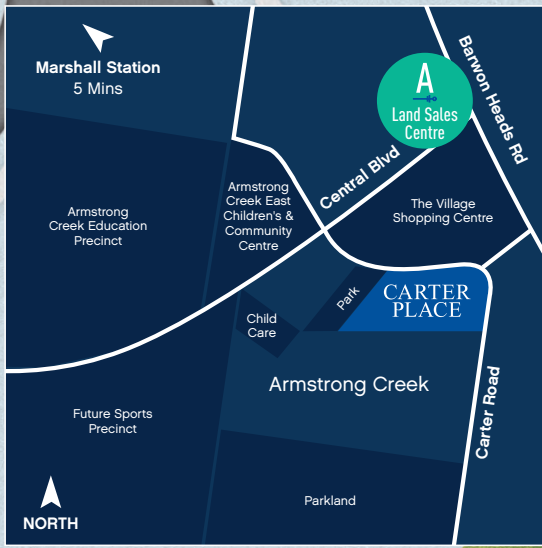 Marshall Station
5 Mins
Barwon Heads Rd
A
Land Sales
Centre
Central Blvd
Armstrong
Creek East
Children's &
Community
Centre
Armstrong
Creek Education
Precinct
The Village
Shopping Centre
Park
CARTER
PLACE
Child
Care
Armstrong Creek
Carter Road
Future Sports
Precinct
Parkland
NORTH